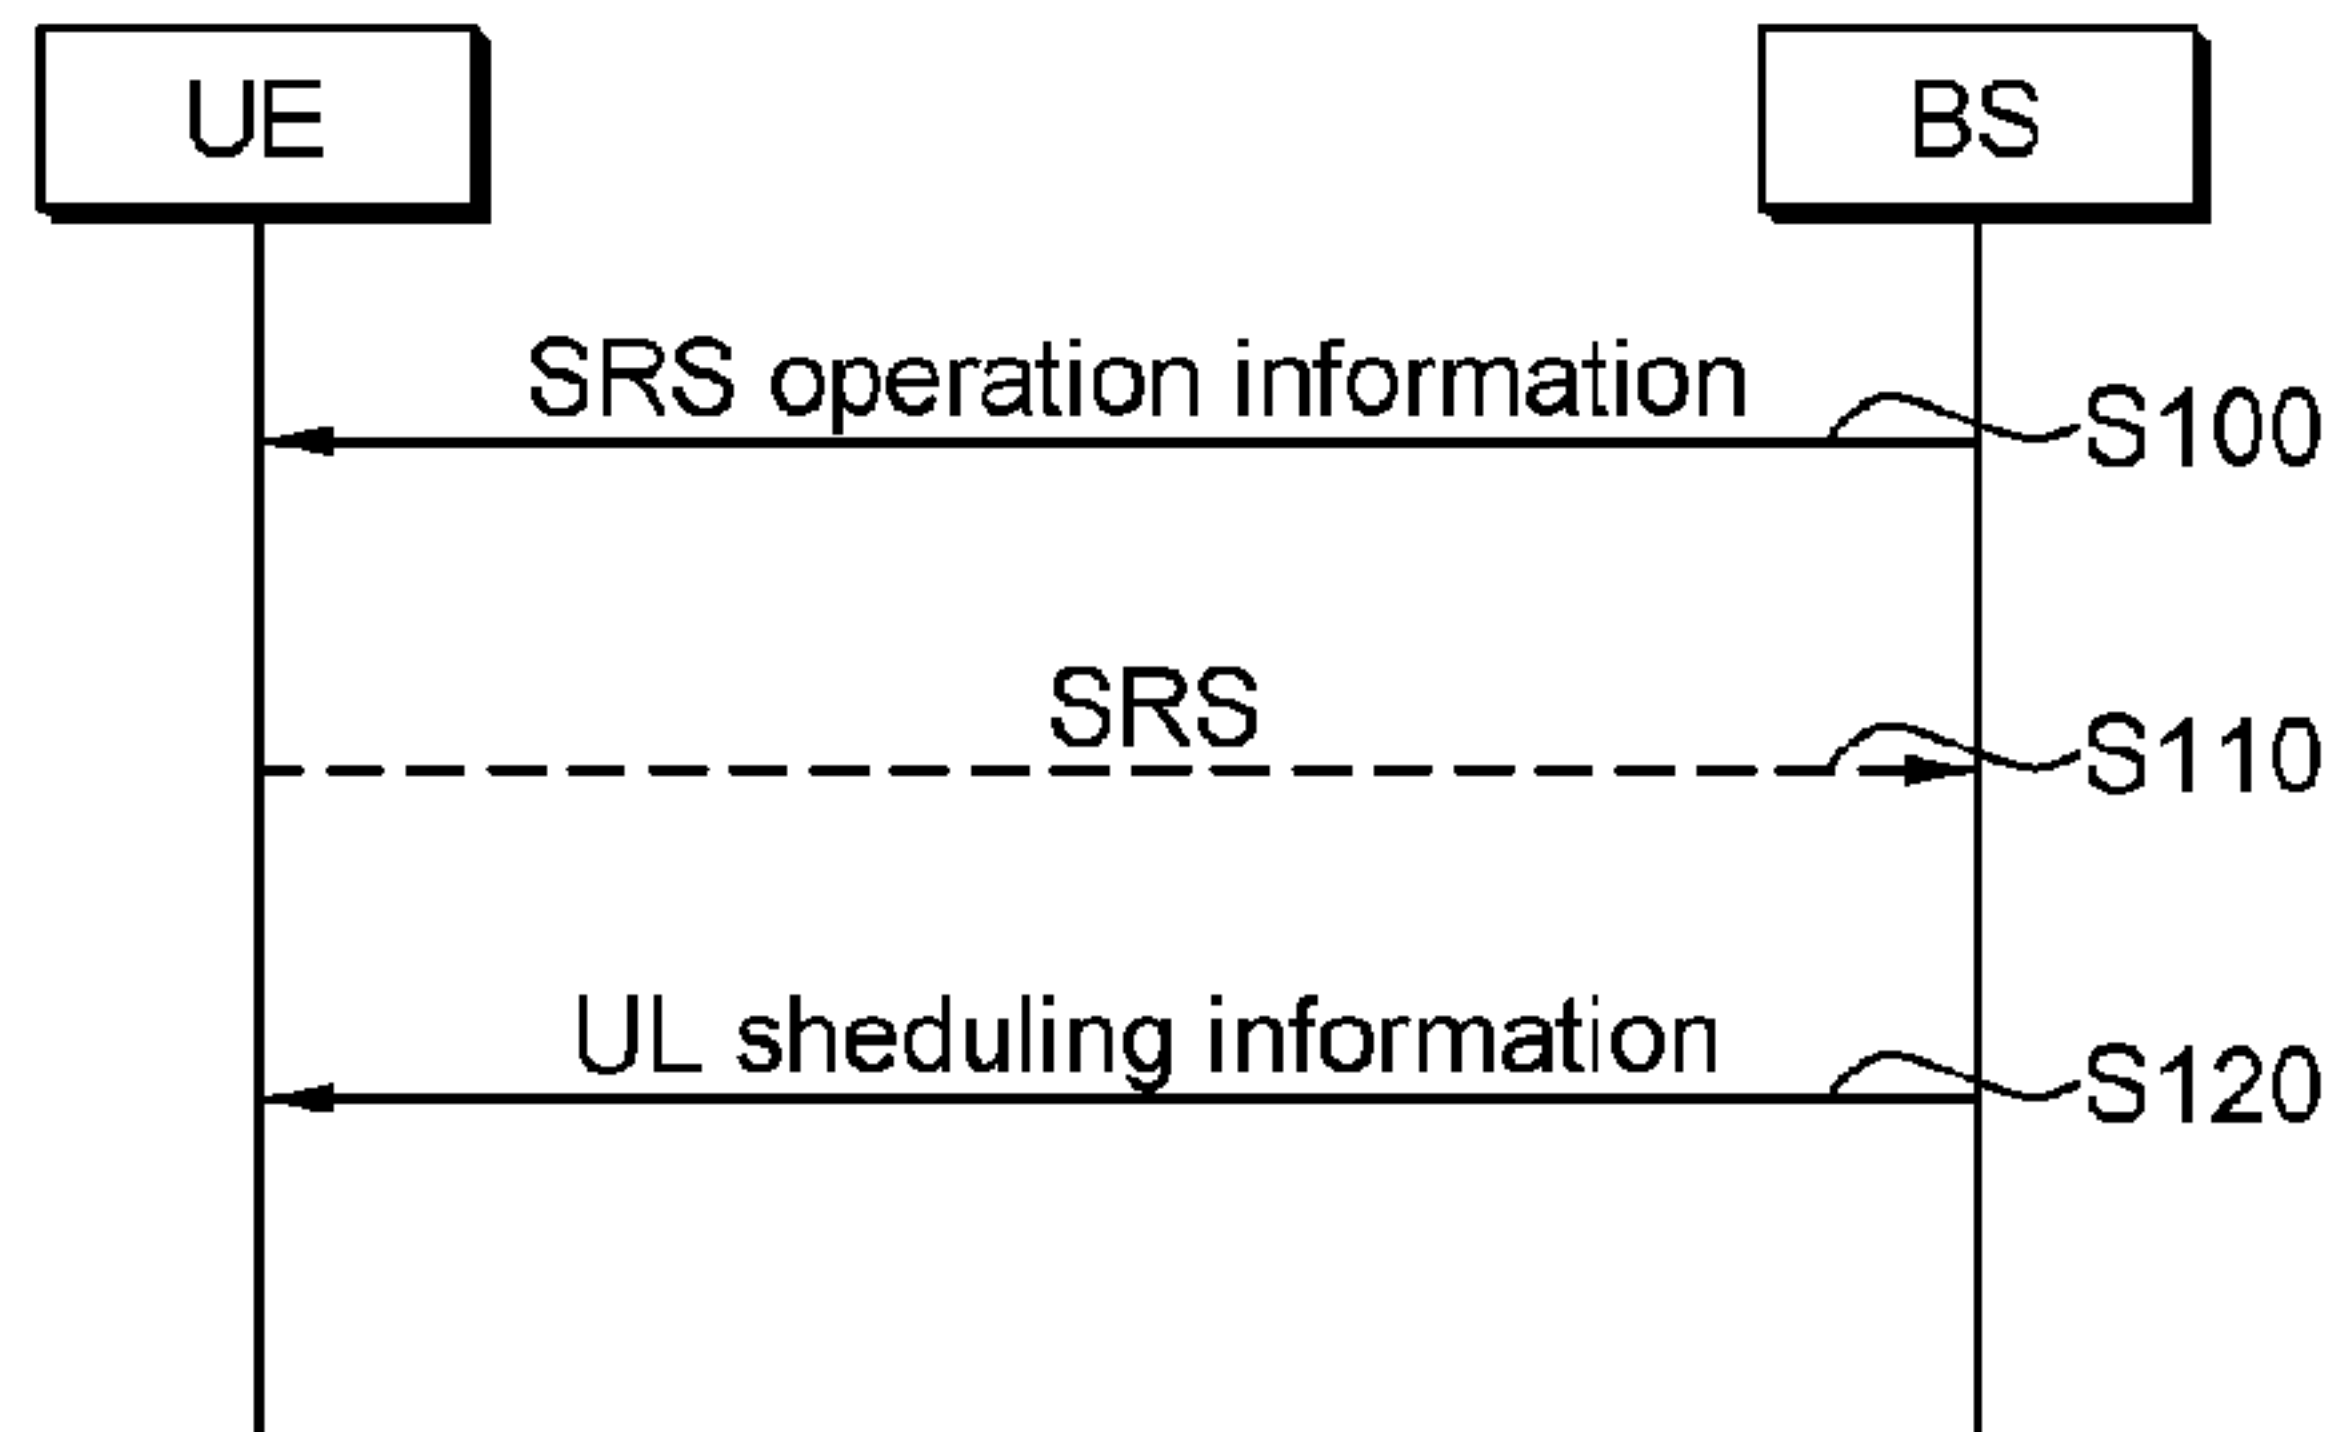 UE
BS
SRS operation information
S100
SRS
S110
UL sheduling information
S120